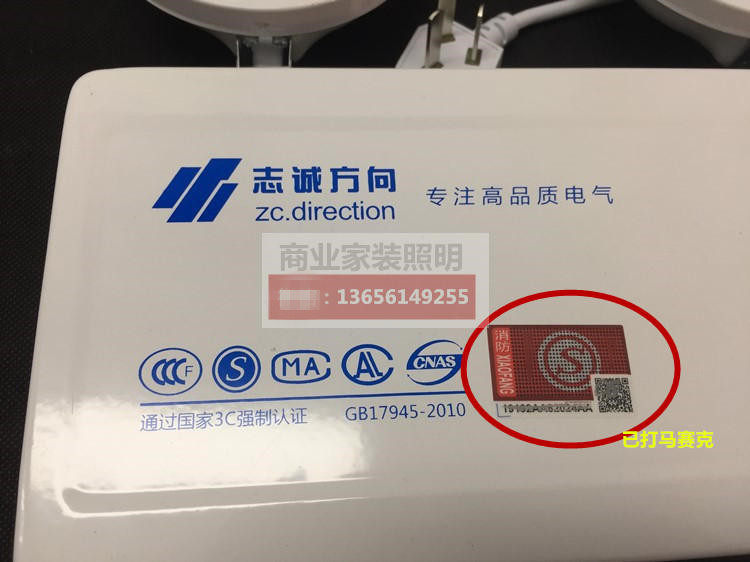 志诚方向
zc.direction
专注高品质电气
商业家装照明
：13656149255
CCC F
S
MA
AL
CNAS
消防
XIAOFANG
S
通过国家3C强制认证
GB17945-2010
已打马赛克